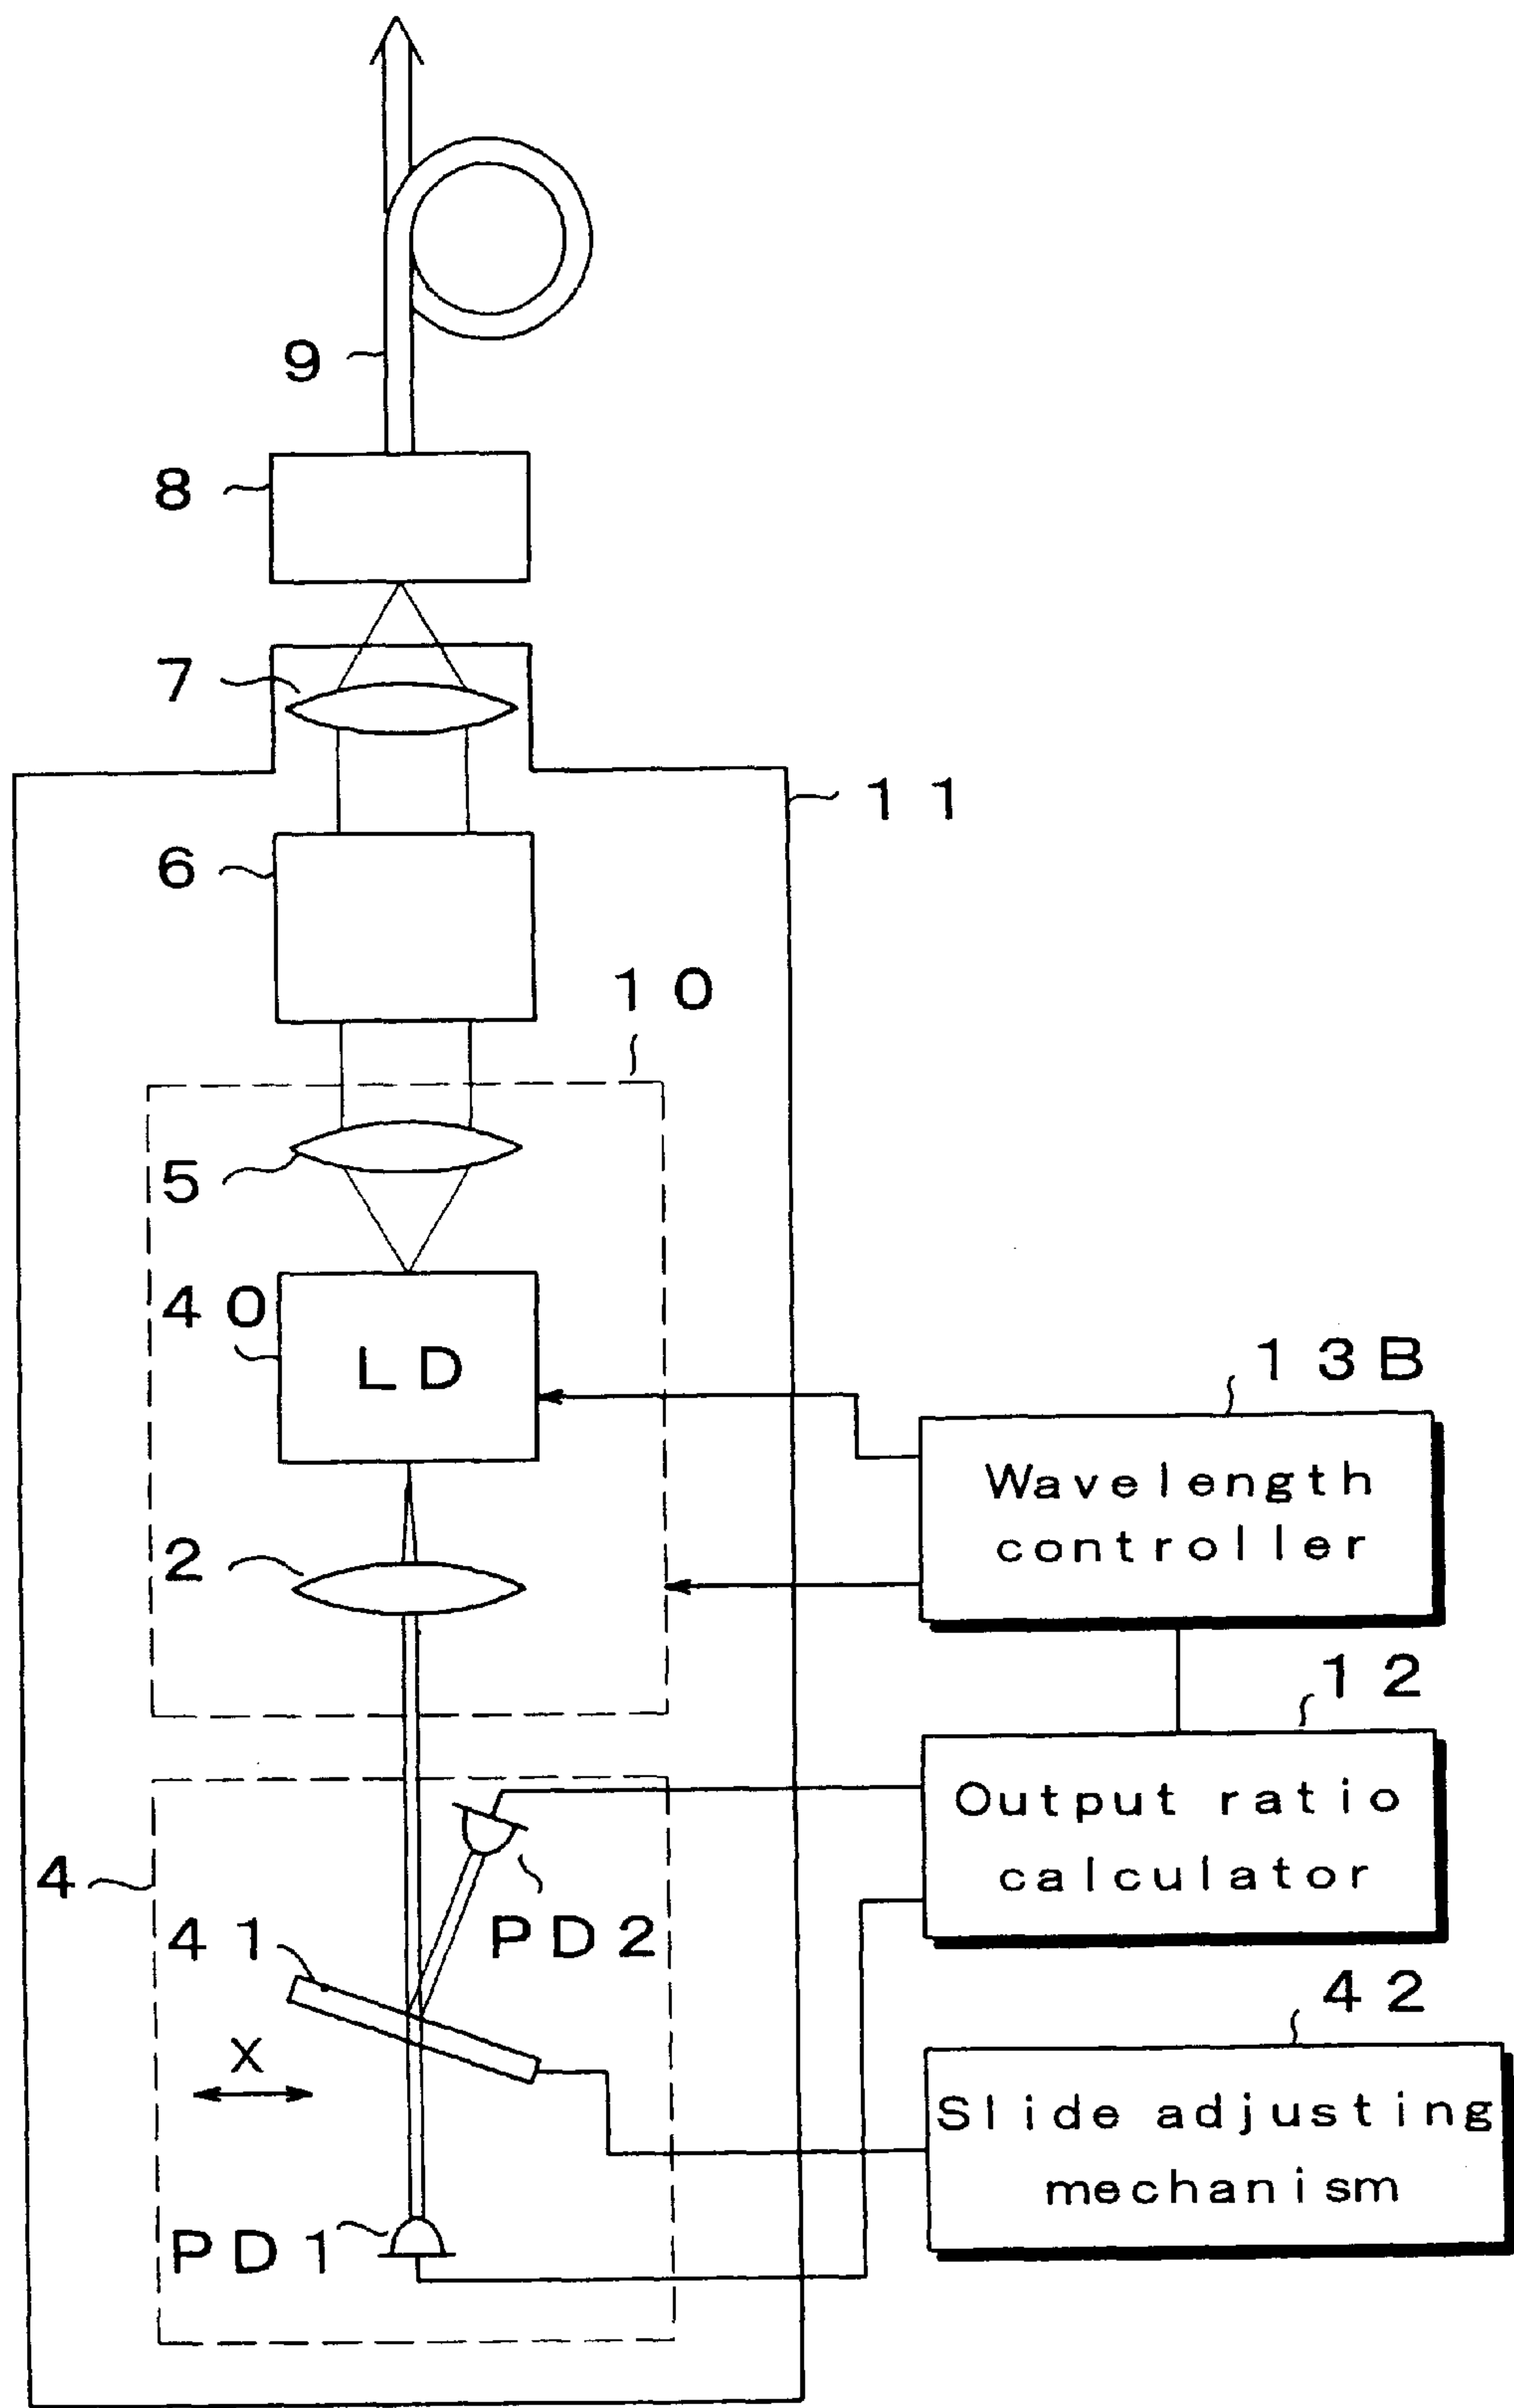 9
8
7
11
6
10
5
40
LD
13B
Wavelength
controller
2
12
Output ratio
calculator
4
PD2
41
42
X
Slide adjusting
mechanism
PD1